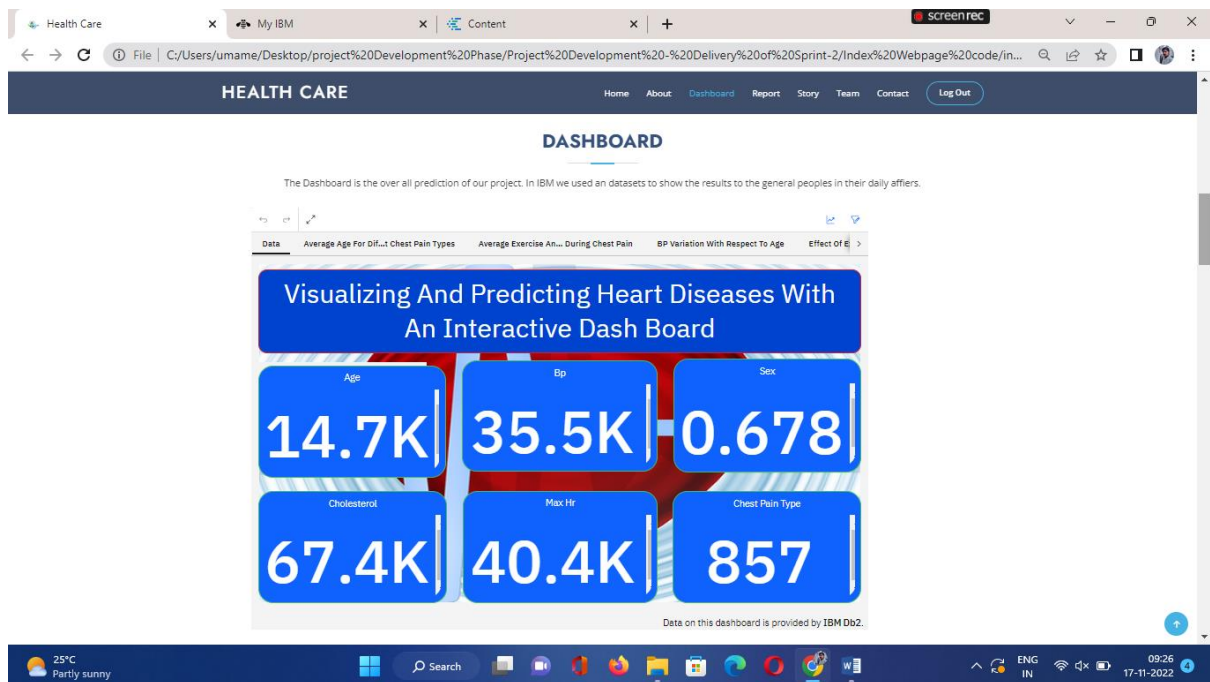 Health Care
My IBM
Content
screenrec
File
C:/Users/umame/Desktop/project%20Development%20Phase/Project%20Development%20-%20Delivery%20of%20Sprint-2/Index%20Webpage%20code/in...
HEALTH CARE
Home About Dashboard Report Story Team Contact Log Out
DASHBOARD
The Dashboard is the over all prediction of our project. In IBM we used an datasets to show the results to the general peoples in their daily affiers.
Data Average Age For Dif...t Chest Pain Types Average Exercise An... During Chest Pain BP Variation With Respect To Age Effect Of E
Visualizing And Predicting Heart Diseases With
An Interactive Dash Board
Age Bp Sex
14.7K 35.5K 0.678
Cholesterol Max Hr Chest Pain Type
67.4K 40.4K 857
Data on this dashboard is provided by IBM Db2.
25°C
Partly sunny
Search
ENG
IN
09:26
17-11-2022
4